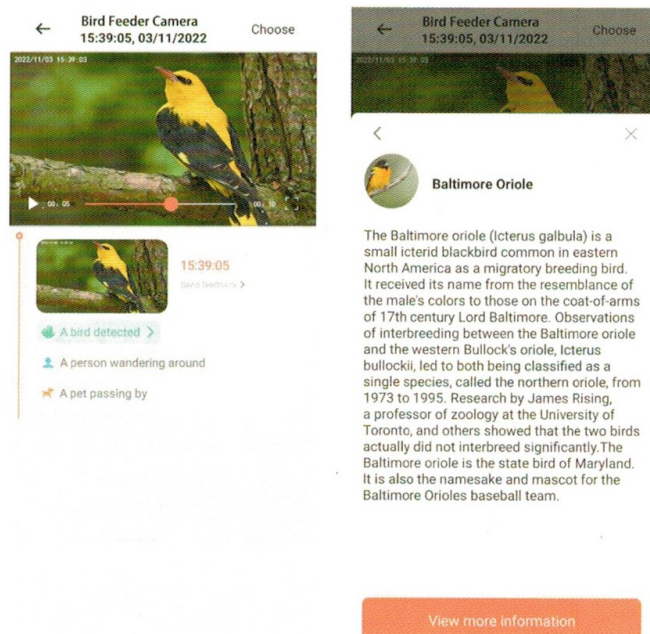 Bird Feeder Camera
15:39:05, 03/11/2022
Choose
2022/11/03 15:39:03
00:05
00:10
15:39:05
Send feedback >
A bird detected >
A person wandering around
A pet passing by
Bird Feeder Camera
15:39:05, 03/11/2022
Choose
2022/11/03 15:39:03
Baltimore Oriole
The Baltimore oriole (Icterus galbula) is a
small icterid blackbird common in eastern
North America as a migratory breeding bird.
It received its name from the resemblance of
the male's colors to those on the coat-of-arms
of 17th century Lord Baltimore. Observations
of interbreeding between the Baltimore oriole
and the western Bullock's oriole, Icterus
bullockii, led to both being classified as a
single species, called the northern oriole, from
1973 to 1995. Research by James Rising,
a professor of zoology at the University of
Toronto, and others showed that the two birds
actually did not interbreed significantly.The
Baltimore oriole is the state bird of Maryland.
It is also the namesake and mascot for the
Baltimore Orioles baseball team.
View more information